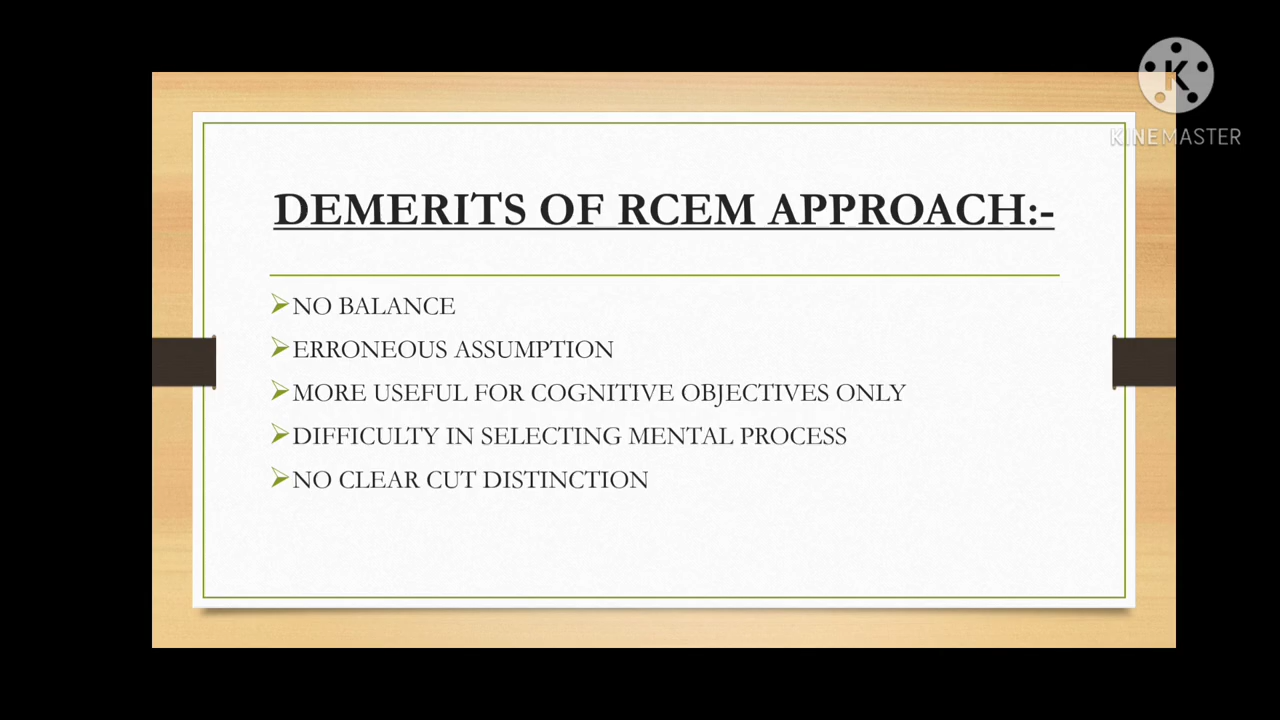 DEMERITS OF RCEM APPROACH:-
NO BALANCE
ERRONEOUS ASSUMPTION
MORE USEFUL FOR COGNITIVE OBJECTIVES ONLY
DIFFICULTY IN SELECTING MENTAL PROCESS
NO CLEAR CUT DISTINCTION
K
KINEMASTER